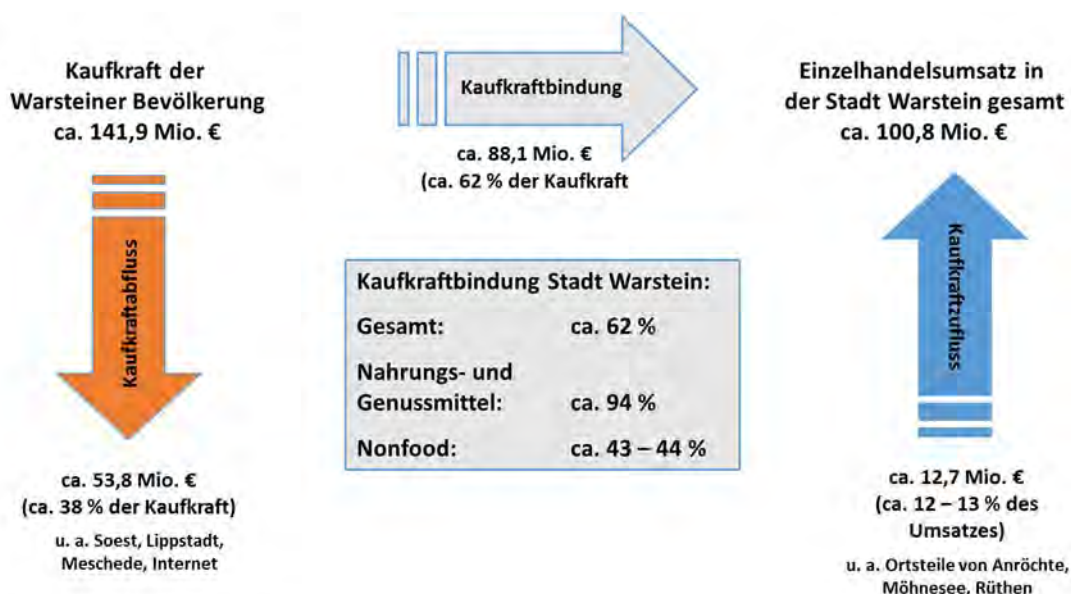 Kaufkraft der
Warsteiner Bevölkerung
ca. 141,9 Mio. €
Kaufkraftbindung
ca. 88,1 Mio. €
(ca. 62 % der Kaufkraft
Einzelhandelsumsatz in
der Stadt Warstein gesamt
ca. 100,8 Mio. €
Kaufkraftabfluss
Kaufkraftbindung Stadt Warstein:
Gesamt: ca. 62 %
Nahrungs- und
Genussmittel: ca. 94 %
Nonfood: ca. 43 – 44 %
Kaufkraftzufluss
ca. 53,8 Mio. €
(ca. 38 % der Kaufkraft)
u. a. Soest, Lippstadt,
Meschede, Internet
ca. 12,7 Mio. €
(ca. 12 – 13 % des
Umsatzes)
u. a. Ortsteile von Anröchte,
Möhnesee, Rüthen